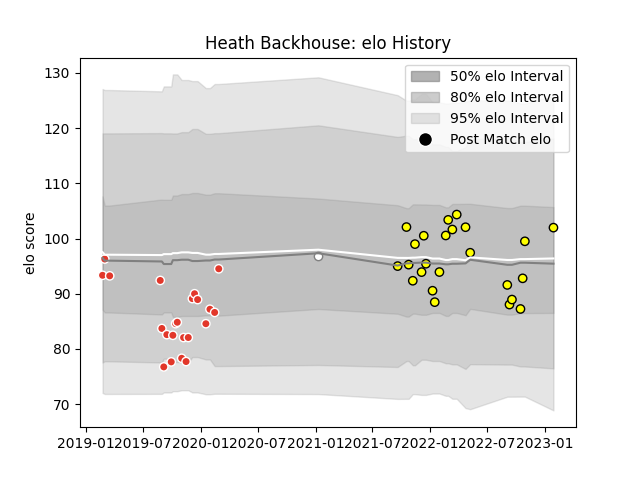 Heath Backhouse: elo History
50% elo Interval
80% elo Interval
95% elo Interval
Post Match elo
elo score
130
120
110
100
90
80
70
2019-01 2019-07 2020-01 2020-07 2021-01 2021-07 2022-01 2022-07 2023-01